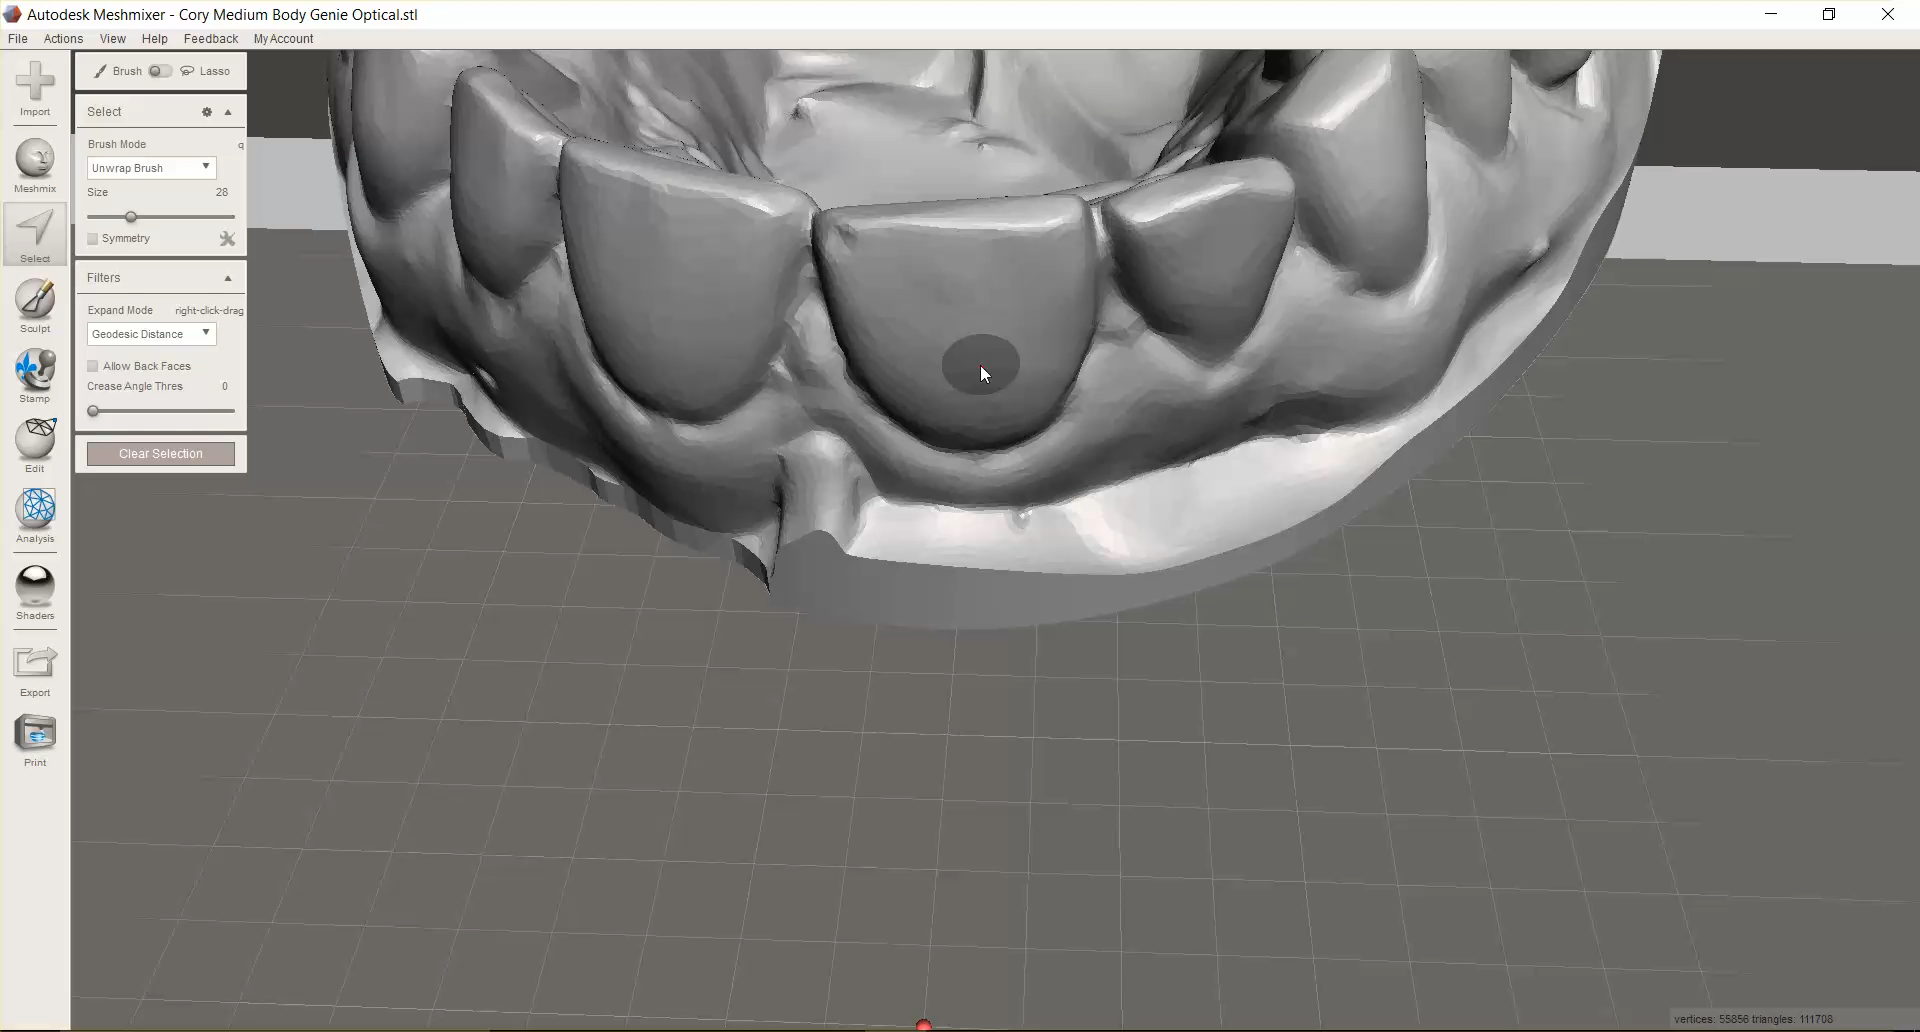 Autodesk Meshmixer - Cory Medium Body Genie Optical.stl
File Actions View Help Feedback My Account
Import
Meshmix
Select
Sculpt
Stamp
Edit
Analysis
Shaders
Export
Print
Brush Lasso
Select
Brush Mode q
Unwrap Brush
Size 28
Symmetry
Filters
Expand Mode right-click-drag
Geodesic Distance
Allow Back Faces
Crease Angle Thres 0
Clear Selection
vertices: 55856 triangles: 111708